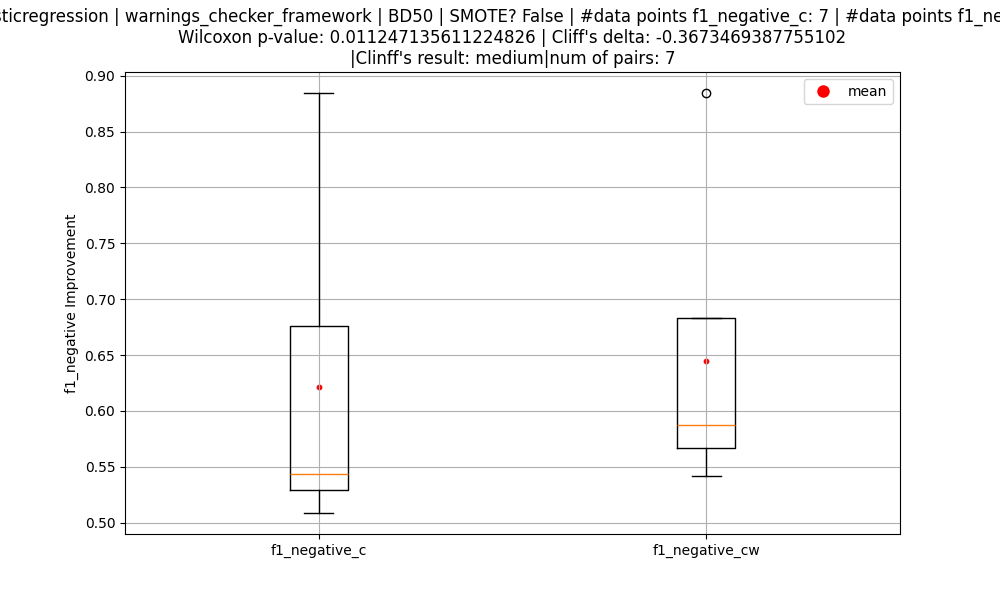 | warnings_checker_framework | BD50 | SMOTE? False | #data points f1_negative_c: 7 | #data points
Wilcoxon p-value: 0.011247135611224826 | Cliff's delta: -0.3673469387755102
|Clinff's result: medium|num of pairs: 7
mean
0.90
0.85
0.80
0.75
0.70
0.65
0.60
0.55
0.50
f1_negative Improvement
f1_negative_c
f1_negative_cw